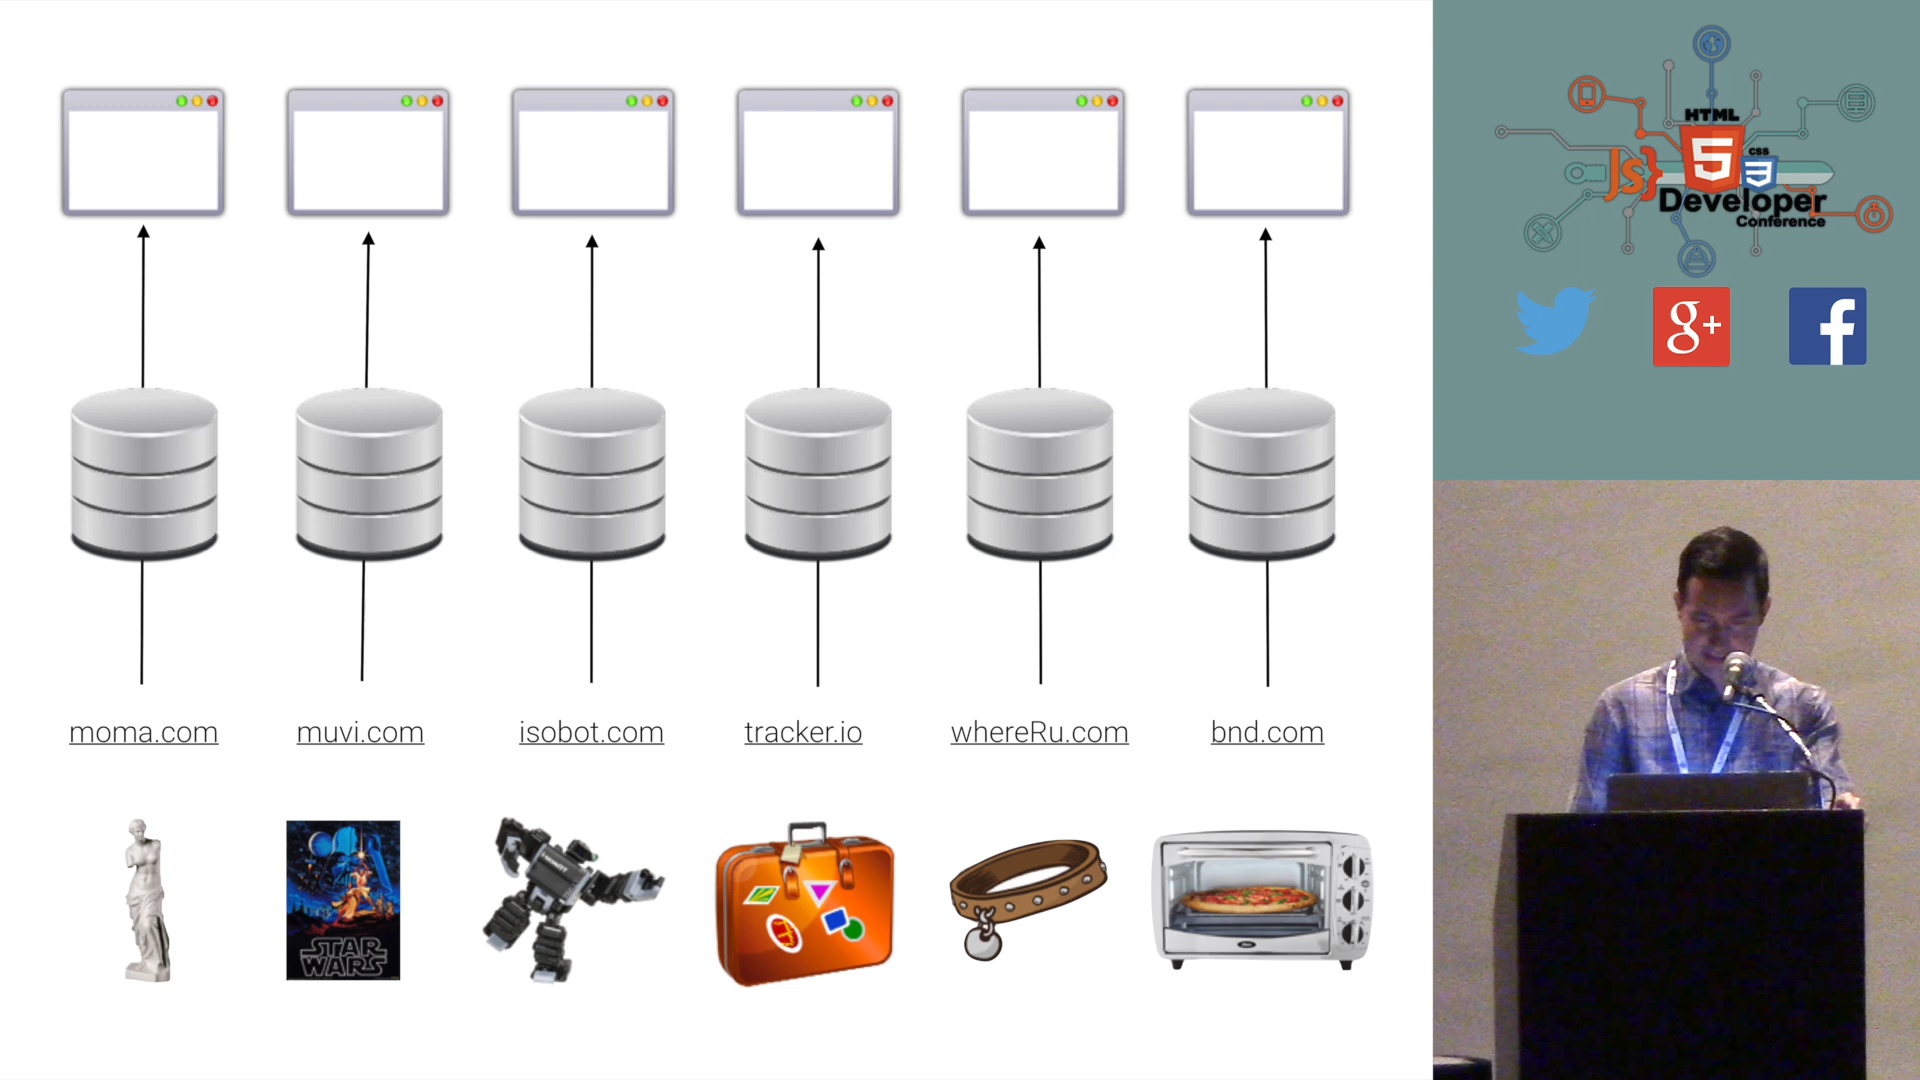 moma.com
muvi.com
isobot.com
tracker.io
whereRu.com
bnd.com
STAR
WARS
HTML
5
JS}
CSS
3
Developer
Conference
g+
f